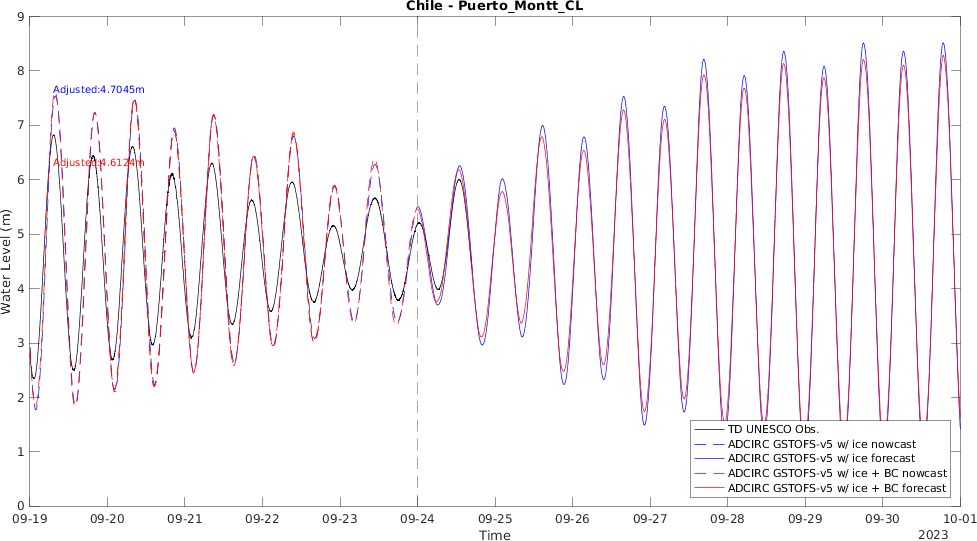 Chile - Puerto_Montt_CL
9
8
7
6
5
4
3
2
1
0
Water Level (m)
Adjusted:4.7045m
Adjusted:4.6124m
TD UNESCO Obs.
ADCIRC GSTOFS-v5 w/ ice nowcast
ADCIRC GSTOFS-v5 w/ ice forecast
ADCIRC GSTOFS-v5 w/ ice + BC nowcast
ADCIRC GSTOFS-v5 w/ ice + BC forecast
09-19 09-20 09-21 09-22 09-23 09-24 09-25 09-26 09-27 09-28 09-29 09-30 10-01
Time
2023